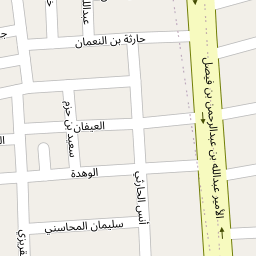 حارثة بن النعمان
سعيد بن حزم
العيفان
الوهدة
أنس الحارثي
سليمان المحاسني
الأمير عبدالله بن عبدالرحمن بن فيصل